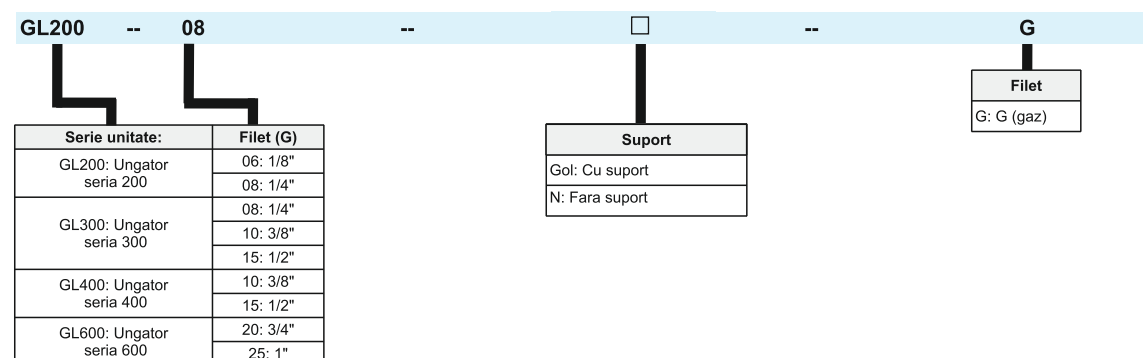 GL200 -- 08 -- □ -- G
Filet
G: G (gaz)
Serie unitate: Filet (G)
GL200: Ungator
seria 200
06: 1/8"
08: 1/4"
GL300: Ungator
seria 300
08: 1/4"
10: 3/8"
15: 1/2"
GL400: Ungator
seria 400
10: 3/8"
15: 1/2"
GL600: Ungator
seria 600
20: 3/4"
25: 1"
Suport
Gol: Cu suport
N: Fara suport